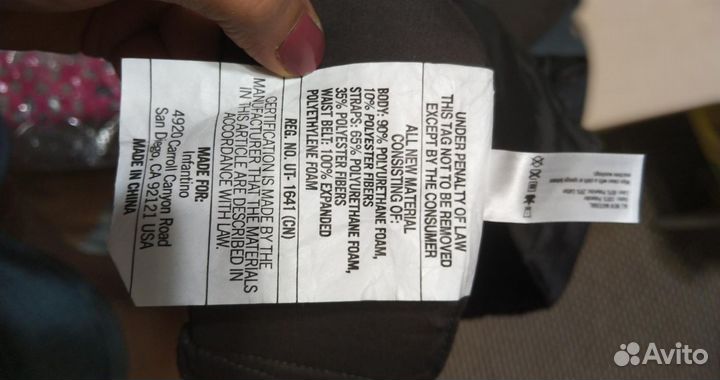 UNDER PENALTY OF LAW
THIS TAG NOT TO BE REMOVED
EXCEPT BY THE CONSUMER
ALL NEW MATERIAL
CONSISTING OF:
BODY: 90% POLYURETHANE FOAM,
10% POLYESTER FIBERS
STRAPS: 65% POLYURETHANE FOAM,
35% POLYESTER FIBERS
WAIST BELT: 100% EXPANDED
POLYETHYLENE FOAM
REG. NO. UT- 1641 (CN)
CERTIFICATION IS MADE BY THE
MANUFACTURER THAT THE MATERIALS
IN THIS ARTICLE ARE DESCRIBED IN
ACCORDANCE WITH LAW.
MADE FOR:
Infantino
4920 Carroll Canyon Road
San Diego, CA 92121 USA
MADE IN CHINA
ALL NEW MATERIAL
Avito